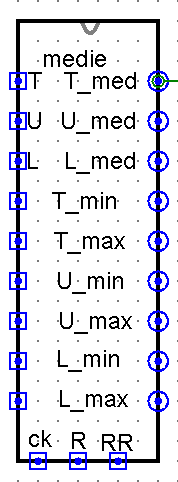 medie
T T_med
U U_med
L L_med
T_min
T_max
U_min
U_max
L_min
L_max
ck R RR